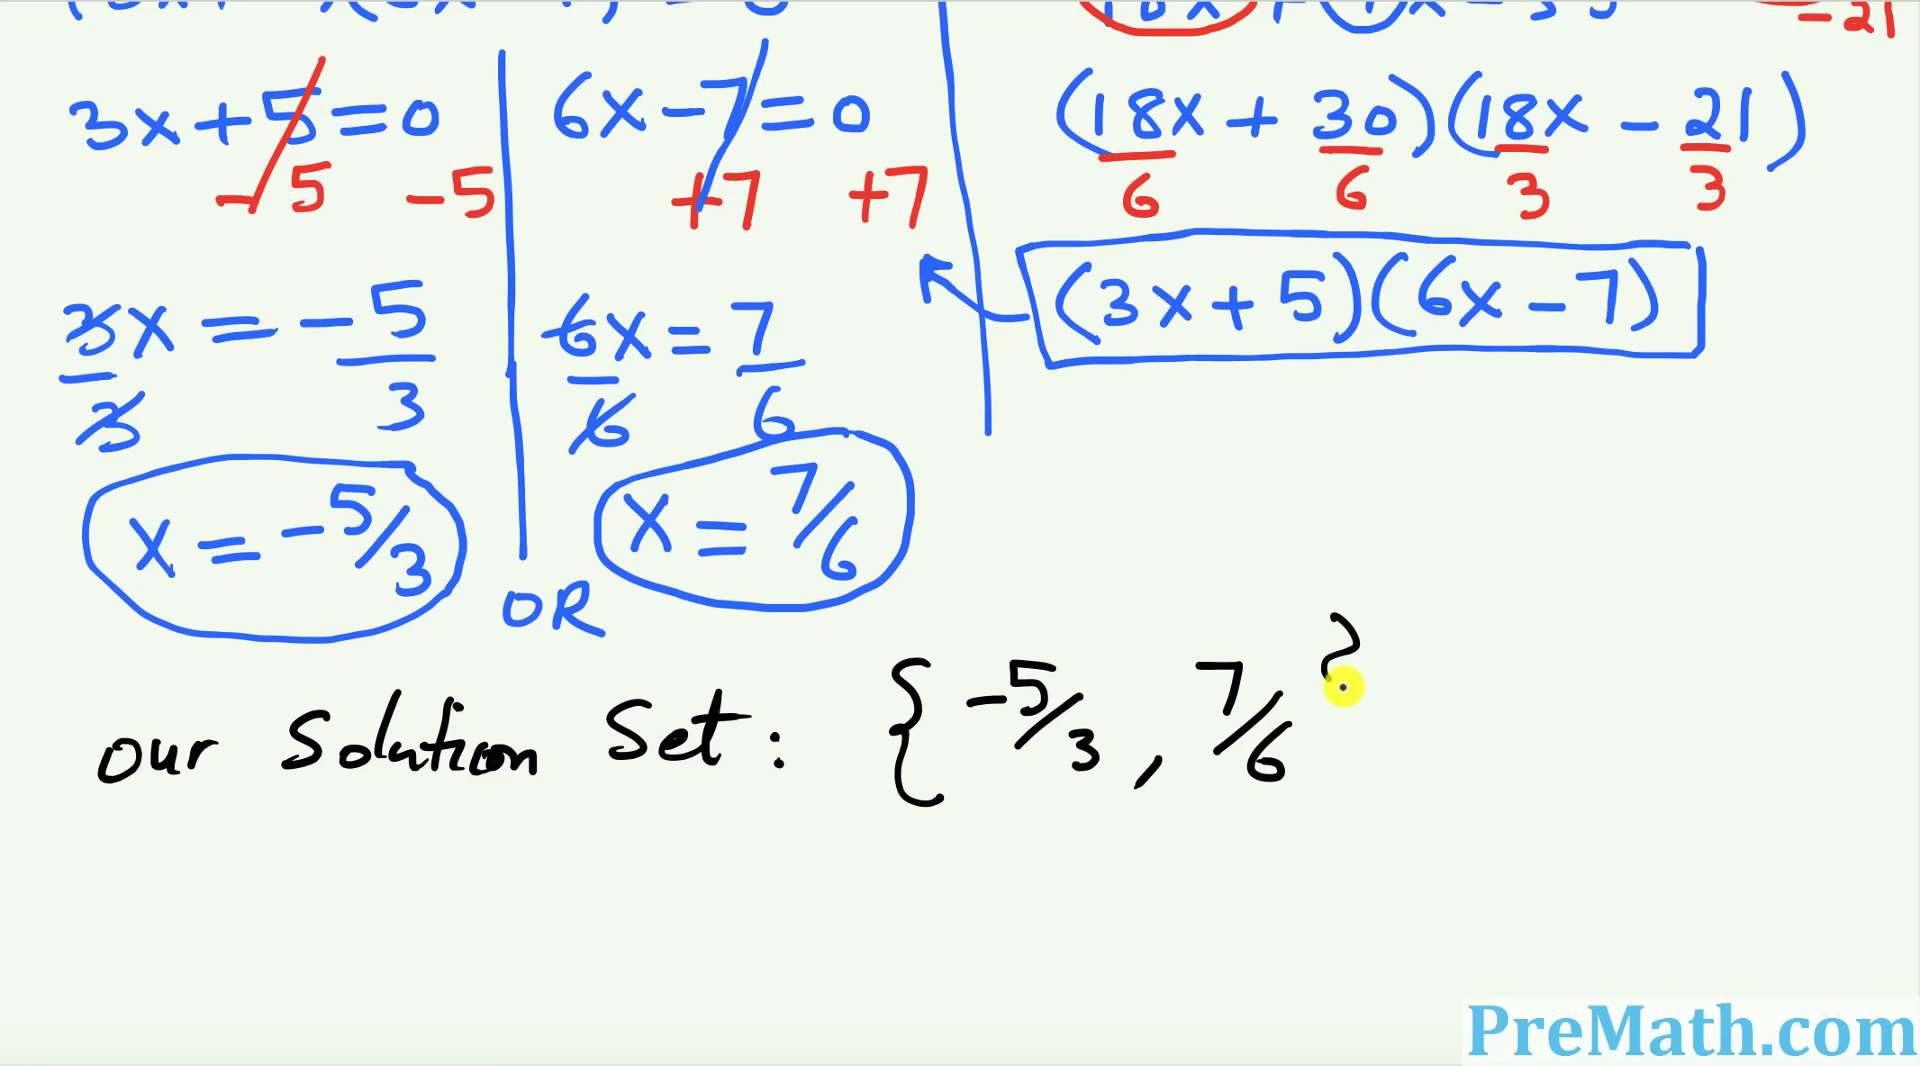 -21
3x + 5 = 0
- 5 -5
6x - 7 = 0
+7 +7
(18x + 30)(18x - 21)
6 6 3 3
(3x + 5)(6x - 7)
3x = -5
3 3
6x = 7
6 6
x = -5/3
x = 7/6
OR
our Solution Set: { -5/3 , 7/6 }
PreMath.com